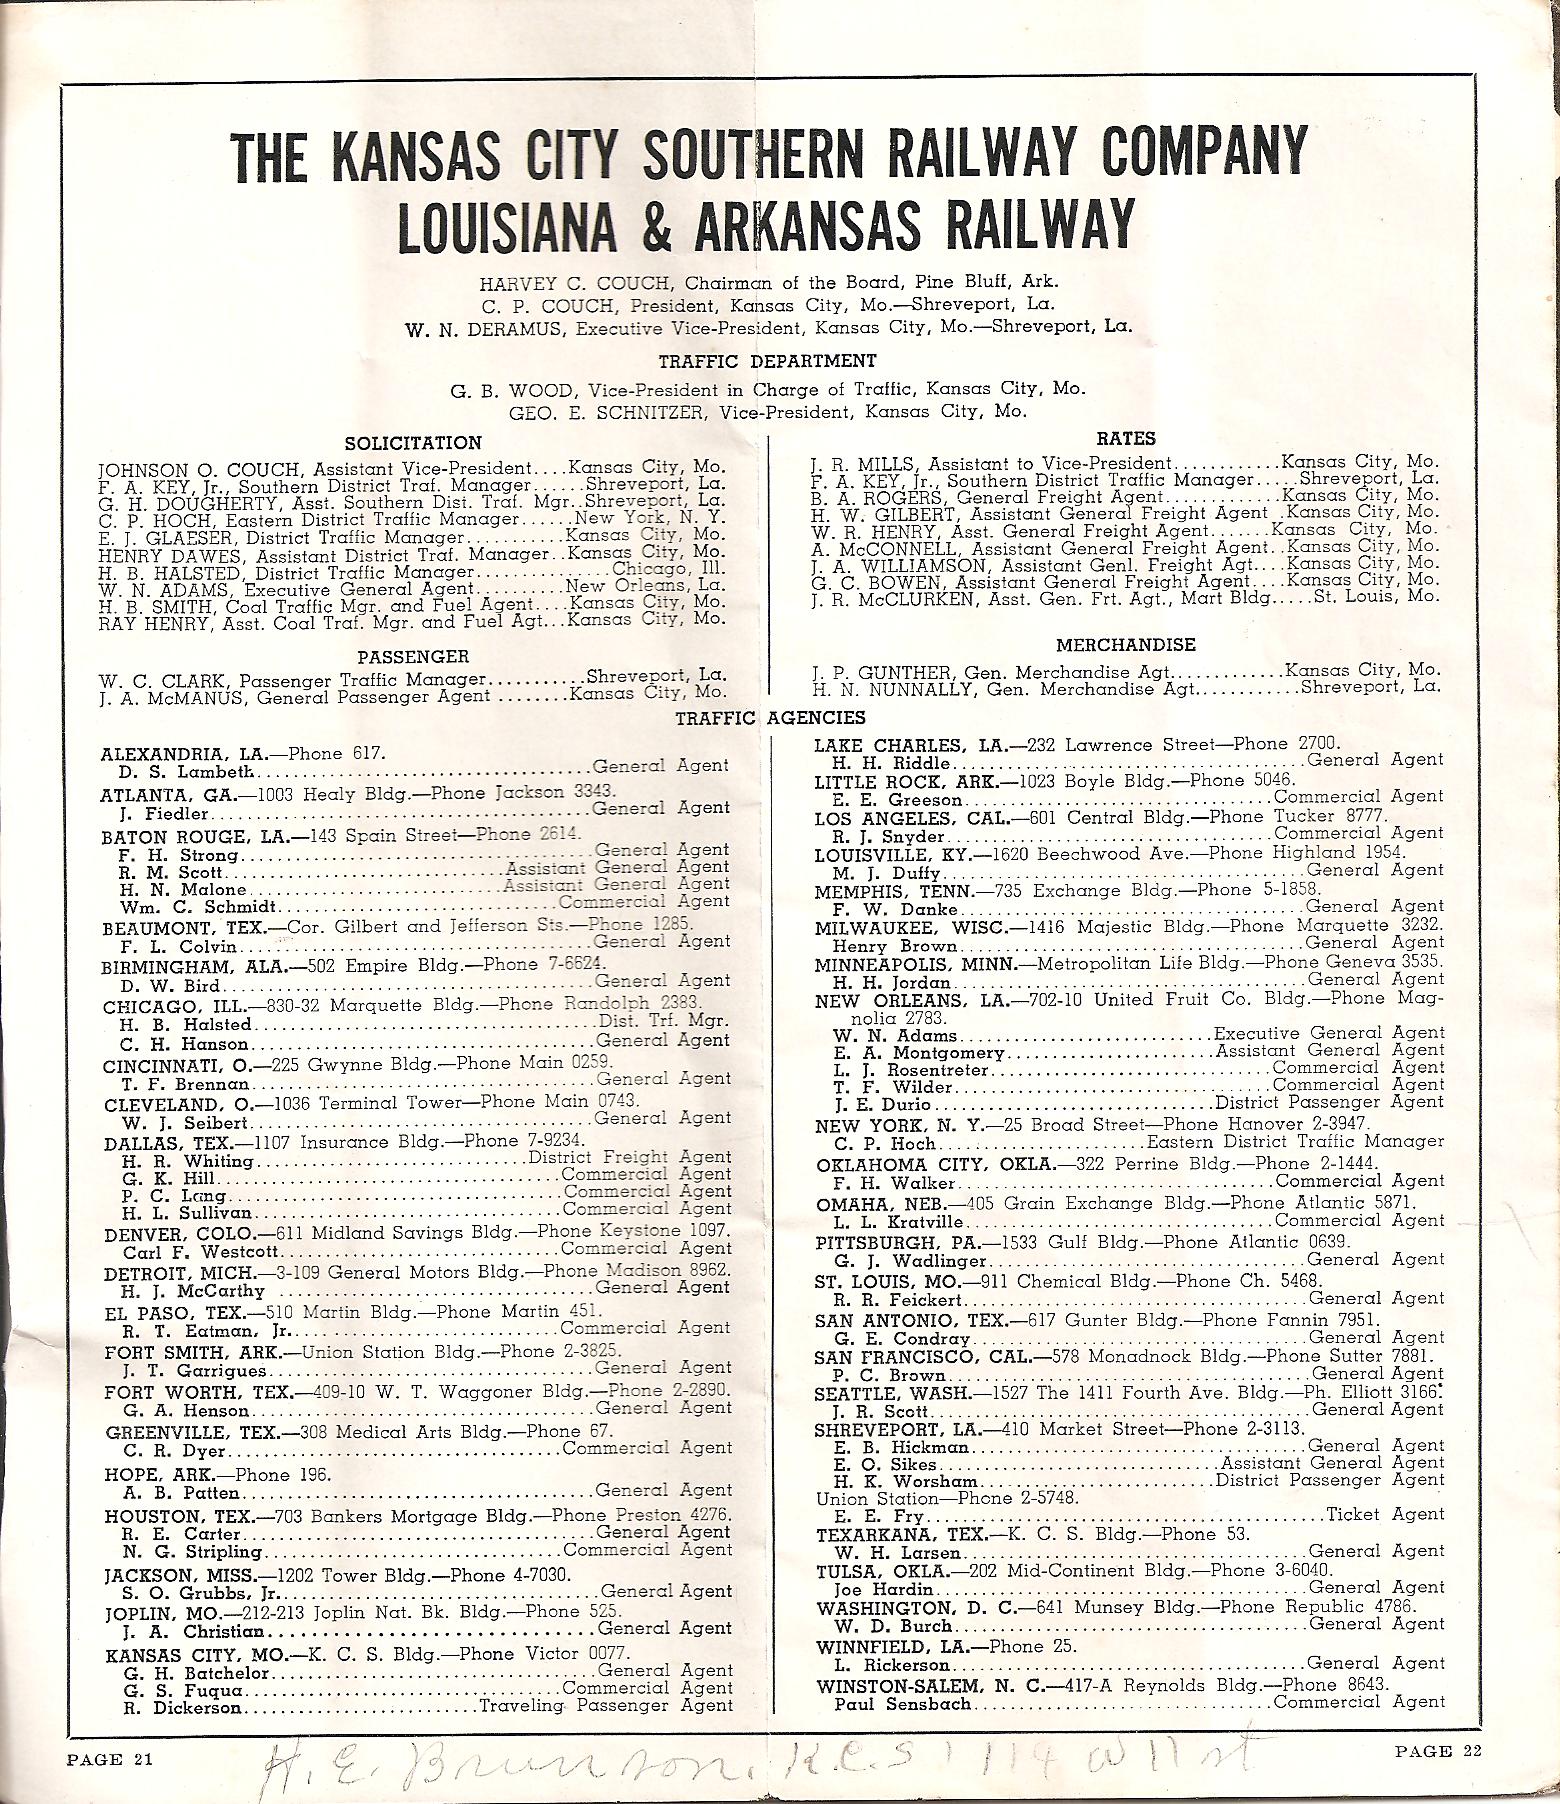 THE KANSAS CITY SOUTHERN RAILWAY COMPANY
LOUISIANA & ARKANSAS RAILWAY
HARVEY C. COUCH, Chairman of the Board, Pine Bluff, Ark.
C. P. COUCH, President, Kansas City, Mo.—Shreveport, La.
W. N. DERAMUS, Executive Vice-President, Kansas City, Mo.—Shreveport, La.
TRAFFIC DEPARTMENT
G. B. WOOD, Vice-President in Charge of Traffic, Kansas City, Mo.
GEO. E. SCHNITZER, Vice-President, Kansas City, Mo.
SOLICITATION
JOHNSON O. COUCH, Assistant Vice-President....Kansas City, Mo.
F. A. KEY, Jr., Southern District Traf. Manager......Shreveport, La.
G. H. DOUGHERTY, Asst. Southern Dist. Traf. Mgr..Shreveport, La.
C. P. HOCH, Eastern District Traffic Manager......New York, N. Y.
E. J. GLAESER, District Traffic Manager...........Kansas City, Mo.
HENRY DAWES, Assistant District Traf. Manager..Kansas City, Mo.
H. B. HALSTED, District Traffic Manager...............Chicago, Ill.
W. N. ADAMS, Executive General Agent..........New Orleans, La.
H. B. SMITH, Coal Traffic Mgr. and Fuel Agent....Kansas City, Mo.
RAY HENRY, Asst. Coal Traf. Mgr. and Fuel Agt...Kansas City, Mo.
PASSENGER
W. C. CLARK, Passenger Traffic Manager...........Shreveport, La.
J. A. McMANUS, General Passenger Agent ........Kansas City, Mo.
RATES
J. R. MILLS, Assistant to Vice-President............Kansas City, Mo.
F. A. KEY, Jr., Southern District Traffic Manager.....Shreveport, La.
B. A. ROGERS, General Freight Agent.............Kansas City, Mo.
H. W. GILBERT, Assistant General Freight Agent .Kansas City, Mo.
W. R. HENRY, Asst. General Freight Agent.......Kansas City, Mo.
A. McCONNELL, Assistant General Freight Agent..Kansas City, Mo.
J. A. WILLIAMSON, Assistant Genl. Freight Agt....Kansas City, Mo.
G. C. BOWEN, Assistant General Freight Agent....Kansas City, Mo.
J. R. McCLURKEN, Asst. Gen. Frt. Agt., Mart Bldg.....St. Louis, Mo.
MERCHANDISE
J. P. GUNTHER, Gen. Merchandise Agt.............Kansas City, Mo.
H. N. NUNNALLY, Gen. Merchandise Agt............Shreveport, La.
TRAFFIC AGENCIES
ALEXANDRIA, LA.—Phone 617.
D. S. Lambeth....................General Agent
ATLANTA, GA.—1003 Healy Bldg.—Phone Jackson 3343.
J. Fiedler....................General Agent
BATON ROUGE, LA.—143 Spain Street—Phone 2614.
F. H. Strong....................General Agent
R. M. Scott....................Assistant General Agent
H. N. Malone....................Assistant General Agent
Wm. C. Schmidt....................Commercial Agent
BEAUMONT, TEX.—Cor. Gilbert and Jefferson Sts.—Phone 1285.
F. L. Colvin....................General Agent
BIRMINGHAM, ALA.—502 Empire Bldg.—Phone 7-6624.
D. W. Bird....................General Agent
CHICAGO, ILL.—830-32 Marquette Bldg.—Phone Randolph 2383.
H. B. Halsted....................Dist. Trf. Mgr.
C. H. Hanson....................General Agent
CINCINNATI, O.—225 Gwynne Bldg.—Phone Main 0259.
T. F. Brennan....................General Agent
CLEVELAND, O.—1036 Terminal Tower—Phone Main 0743.
W. J. Seibert....................General Agent
DALLAS, TEX.—1107 Insurance Bldg.—Phone 7-9234.
H. R. Whiting....................District Freight Agent
G. K. Hill....................Commercial Agent
P. C. Lang....................Commercial Agent
H. L. Sullivan....................Commercial Agent
DENVER, COLO.—611 Midland Savings Bldg.—Phone Keystone 1097.
Carl F. Westcott....................Commercial Agent
DETROIT, MICH.—3-109 General Motors Bldg.—Phone Madison 8962.
H. J. McCarthy ....................General Agent
EL PASO, TEX.—510 Martin Bldg.—Phone Martin 451.
R. T. Eatman, Jr.....................Commercial Agent
FORT SMITH, ARK.—Union Station Bldg.—Phone 2-3825.
J. T. Garrigues....................General Agent
FORT WORTH, TEX.—409-10 W. T. Waggoner Bldg.—Phone 2-2890.
G. A. Henson....................General Agent
GREENVILLE, TEX.—308 Medical Arts Bldg.—Phone 67.
C. R. Dyer....................Commercial Agent
HOPE, ARK.—Phone 196.
A. B. Patten....................General Agent
HOUSTON, TEX.—703 Bankers Mortgage Bldg.—Phone Preston 4276.
R. E. Carter....................General Agent
N. G. Stripling....................Commercial Agent
JACKSON, MISS.—1202 Tower Bldg.—Phone 4-7030.
S. O. Grubbs, Jr.....................General Agent
JOPLIN, MO.—212-213 Joplin Nat. Bk. Bldg.—Phone 525.
J. A. Christian....................General Agent
KANSAS CITY, MO.—K. C. S. Bldg.—Phone Victor 0077.
G. H. Batchelor....................General Agent
G. S. Fuqua....................Commercial Agent
R. Dickerson....................Traveling Passenger Agent
LAKE CHARLES, LA.—232 Lawrence Street—Phone 2700.
H. H. Riddle....................General Agent
LITTLE ROCK, ARK.—1023 Boyle Bldg.—Phone 5046.
E. E. Greeson....................Commercial Agent
LOS ANGELES, CAL.—601 Central Bldg.—Phone Tucker 8777.
R. J. Snyder....................Commercial Agent
LOUISVILLE, KY.—1620 Beechwood Ave.—Phone Highland 1954.
M. J. Duffy....................General Agent
MEMPHIS, TENN.—735 Exchange Bldg.—Phone 5-1858.
F. W. Danke....................General Agent
MILWAUKEE, WISC.—1416 Majestic Bldg.—Phone Marquette 3232.
Henry Brown....................General Agent
MINNEAPOLIS, MINN.—Metropolitan Life Bldg.—Phone Geneva 3535.
H. H. Jordan....................General Agent
NEW ORLEANS, LA.—702-10 United Fruit Co. Bldg.—Phone Mag-
nolia 2783.
W. N. Adams....................Executive General Agent
E. A. Montgomery....................Assistant General Agent
L. J. Rosentreter....................Commercial Agent
T. F. Wilder....................Commercial Agent
J. E. Durio....................District Passenger Agent
NEW YORK, N. Y.—25 Broad Street—Phone Hanover 2-3947.
C. P. Hoch....................Eastern District Traffic Manager
OKLAHOMA CITY, OKLA.—322 Perrine Bldg.—Phone 2-1444.
F. H. Walker....................Commercial Agent
OMAHA, NEB.—405 Grain Exchange Bldg.—Phone Atlantic 5871.
L. L. Kratville....................Commercial Agent
PITTSBURGH, PA.—1533 Gulf Bldg.—Phone Atlantic 0639.
G. J. Wadlinger....................General Agent
ST. LOUIS, MO.—911 Chemical Bldg.—Phone Ch. 5468.
R. R. Feickert....................General Agent
SAN ANTONIO, TEX.—617 Gunter Bldg.—Phone Fannin 7951.
G. E. Condray....................General Agent
SAN FRANCISCO, CAL.—578 Monadnock Bldg.—Phone Sutter 7881.
P. C. Brown....................General Agent
SEATTLE, WASH.—1527 The 1411 Fourth Ave. Bldg.—Ph. Elliott 3166.
J. R. Scott....................General Agent
SHREVEPORT, LA.—410 Market Street—Phone 2-3113.
E. B. Hickman....................General Agent
E. O. Sikes....................Assistant General Agent
H. K. Worsham....................District Passenger Agent
Union Station—Phone 2-5748.
E. E. Fry....................Ticket Agent
TEXARKANA, TEX.—K. C. S. Bldg.—Phone 53.
W. H. Larsen....................General Agent
TULSA, OKLA.—202 Mid-Continent Bldg.—Phone 3-6040.
Joe Hardin....................General Agent
WASHINGTON, D. C.—641 Munsey Bldg.—Phone Republic 4786.
W. D. Burch....................General Agent
WINNFIELD, LA.—Phone 25.
L. Rickerson....................General Agent
WINSTON-SALEM, N. C.—417-A Reynolds Bldg.—Phone 8643.
Paul Sensbach....................Commercial Agent
PAGE 21
H. E. Brunson. K.C.S 1114 W 11 st
PAGE 22